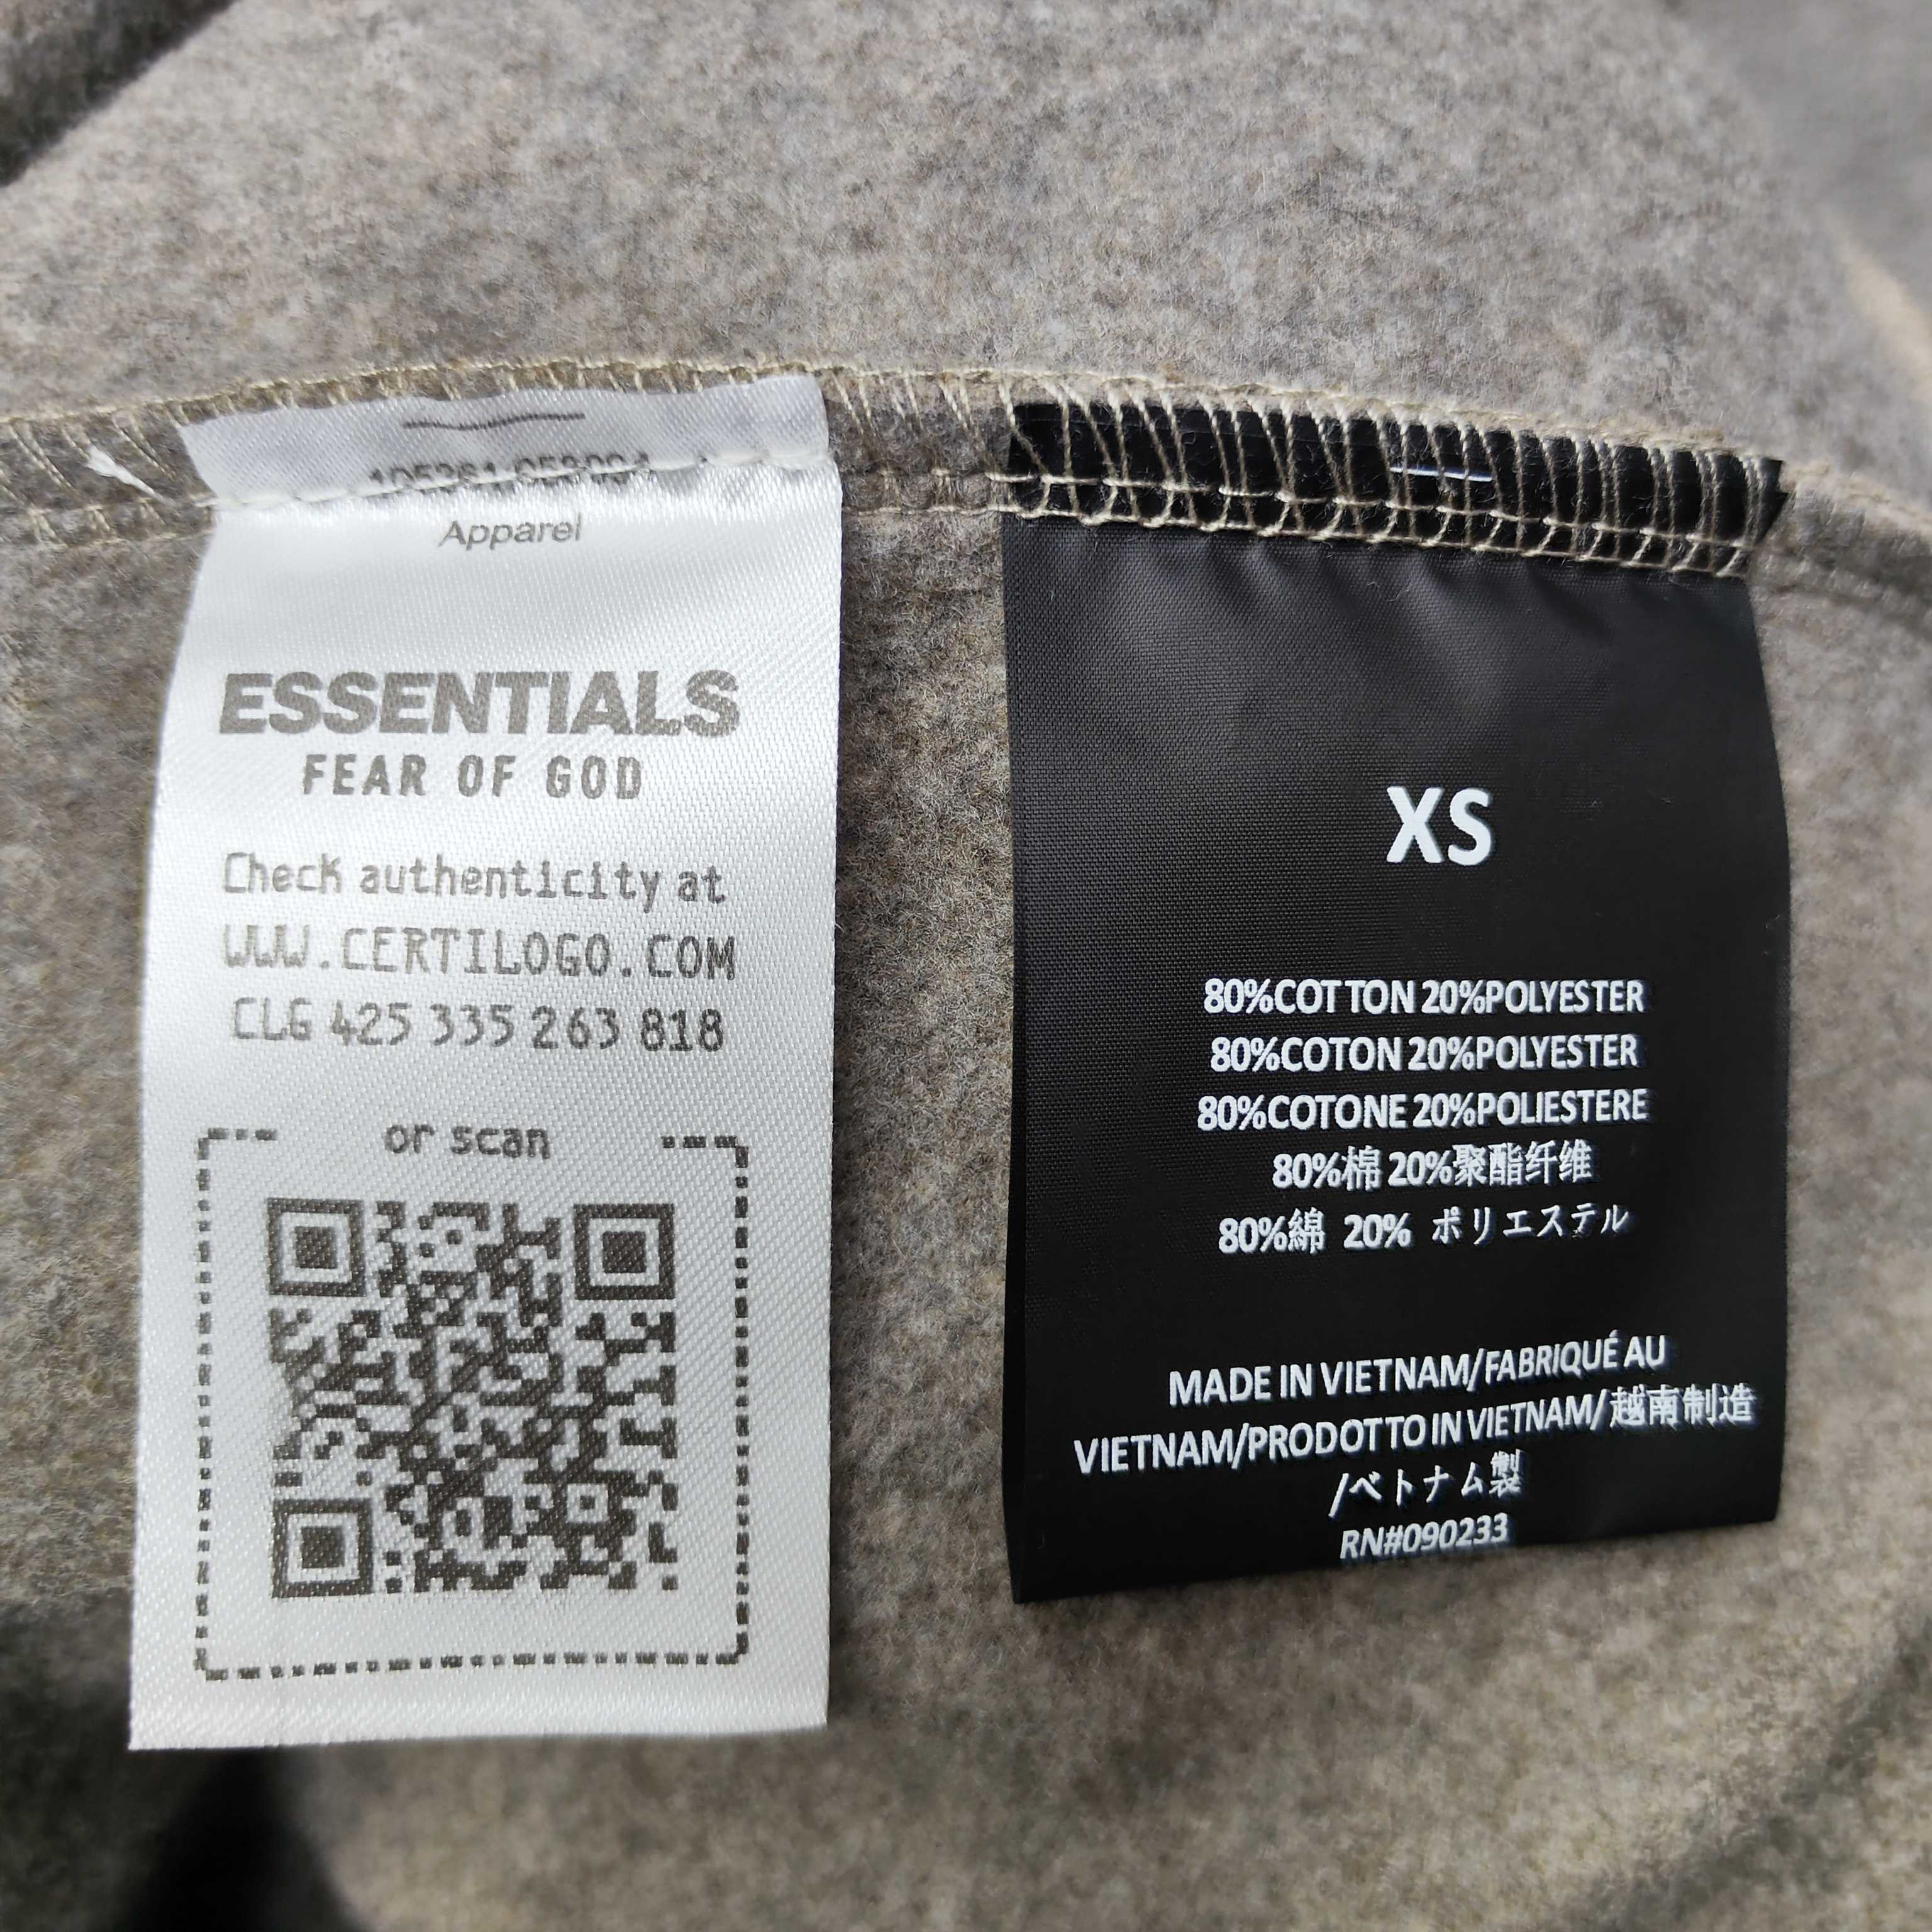 Apparel
ESSENTIALS
FEAR OF GOD
Check authenticity at
WWW.CERTILOGO.COM
CLG 425 335 263 818
or scan
XS
80%COTTON 20%POLYESTER
80%COTON 20%POLYESTER
80%COTONE 20%POLIESTERE
80%棉 20%聚酯纤维
80%綿 20% ポリエステル
MADE IN VIETNAM/FABRIQUÉ AU
VIETNAM/PRODOTTO IN VIETNAM/越南制造
/ベトナム製
RN#090233